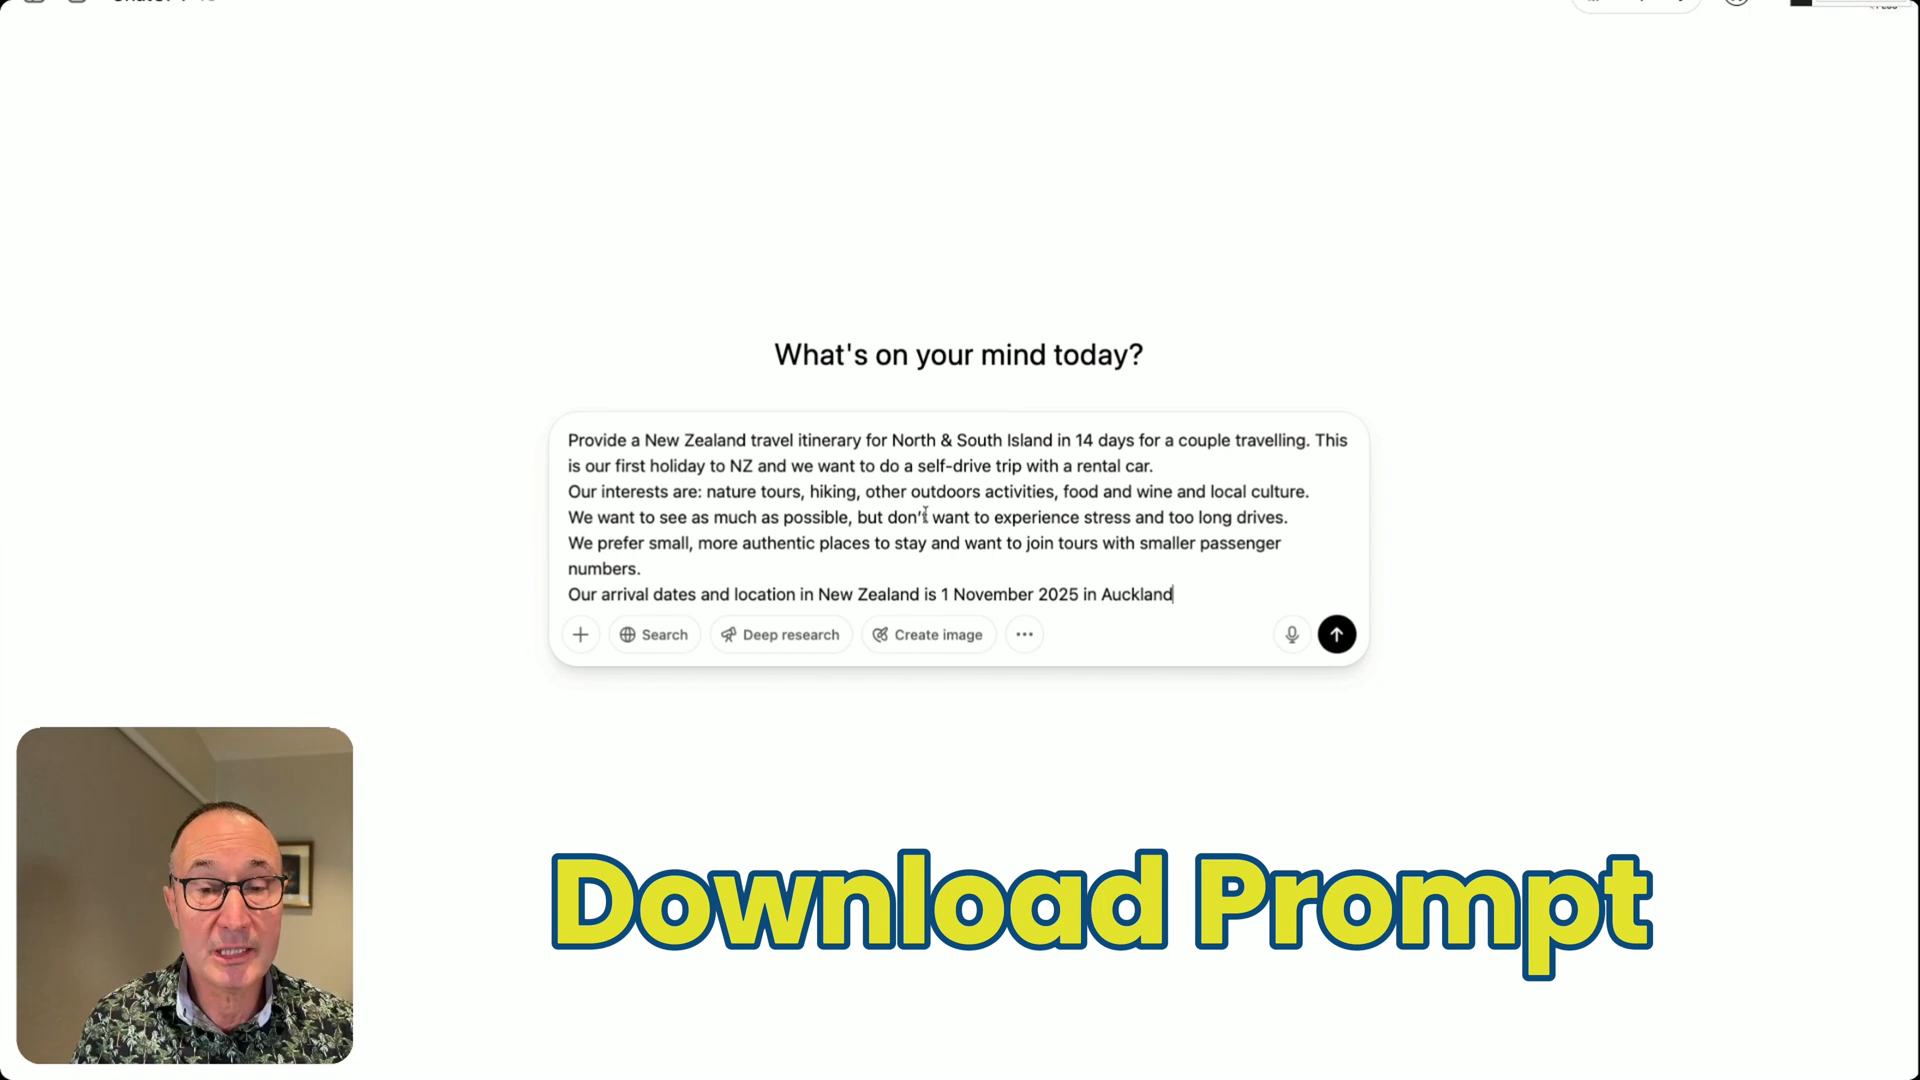 What's on your mind today?
Provide a New Zealand travel itinerary for North & South Island in 14 days for a couple travelling. This
is our first holiday to NZ and we want to do a self-drive trip with a rental car.
Our interests are: nature tours, hiking, other outdoors activities, food and wine and local culture.
We want to see as much as possible, but don't want to experience stress and too long drives.
We prefer small, more authentic places to stay and want to join tours with smaller passenger
numbers.
Our arrival dates and location in New Zealand is 1 November 2025 in Auckland
Search
Deep research
Create image
Download Prompt